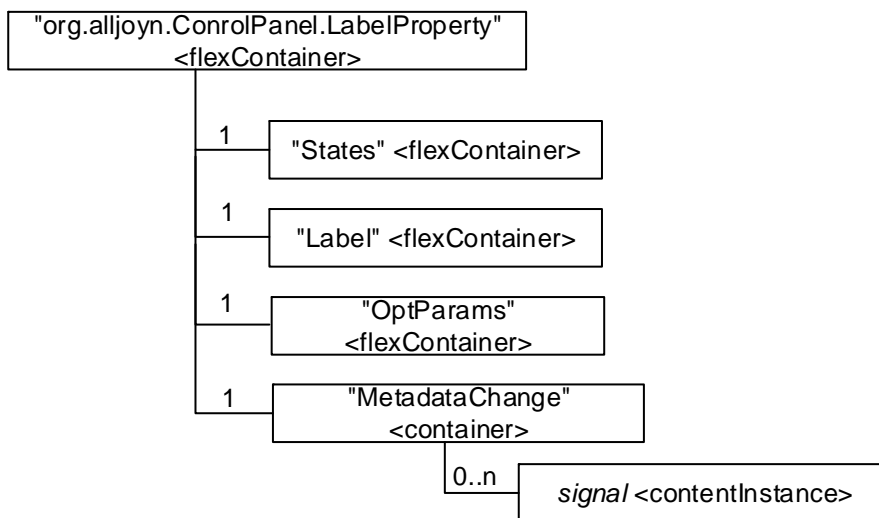 "org.alljoyn.ConrolPanel.LabelProperty"
<flexContainer>
1
"States" <flexContainer>
1
"Label" <flexContainer>
1
"OptParams"
<flexContainer>
1
"MetadataChange"
<container>
0..n
signal <contentInstance>